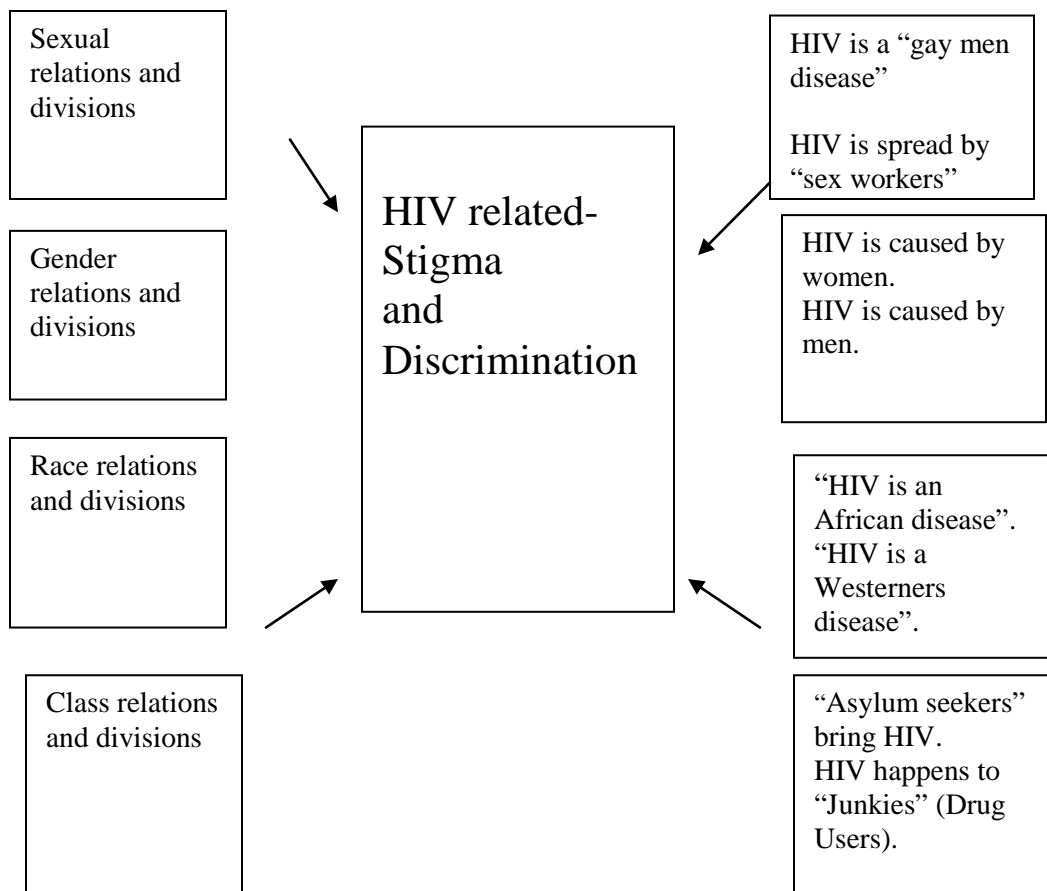 Sexual
relations and
divisions
Gender
relations and
divisions
Race relations
and divisions
Class relations
and divisions
HIV related-
Stigma
and
Discrimination
HIV is a “gay men
disease”
HIV is spread by
“sex workers”
HIV is caused by
women.
HIV is caused by
men.
“HIV is an
African disease”.
“HIV is a
Westerners
disease”.
“Asylum seekers”
bring HIV.
HIV happens to
“Junkies” (Drug
Users).